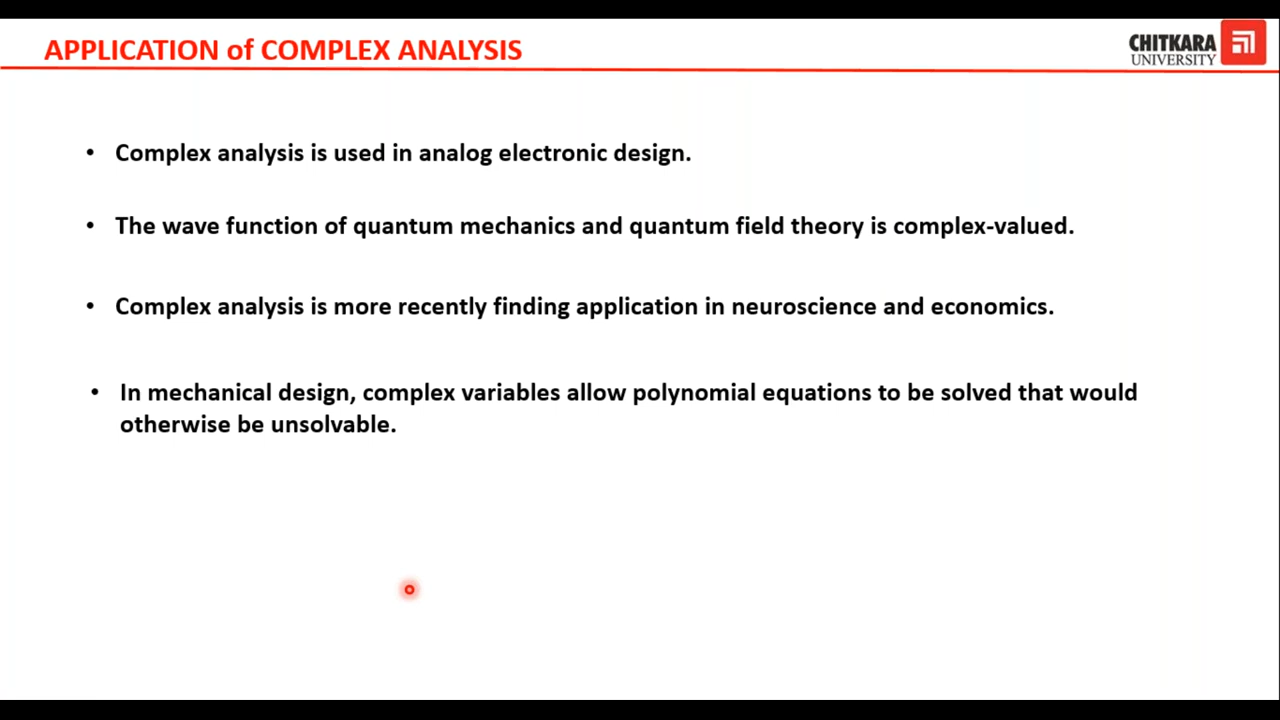 APPLICATION of COMPLEX ANALYSIS
CHITKARA
UNIVERSITY
• Complex analysis is used in analog electronic design.
• The wave function of quantum mechanics and quantum field theory is complex-valued.
• Complex analysis is more recently finding application in neuroscience and economics.
• In mechanical design, complex variables allow polynomial equations to be solved that would
otherwise be unsolvable.